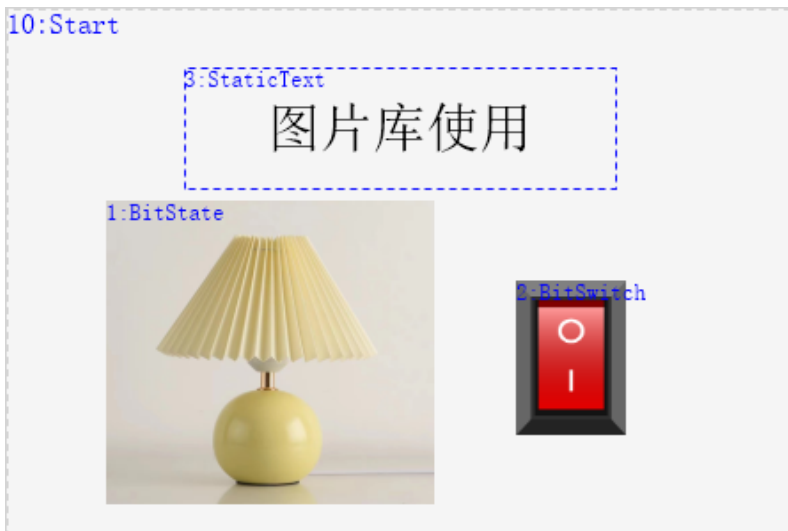 10:Start
3:StaticText
图片库使用
1:BitState
2:BitSwitch